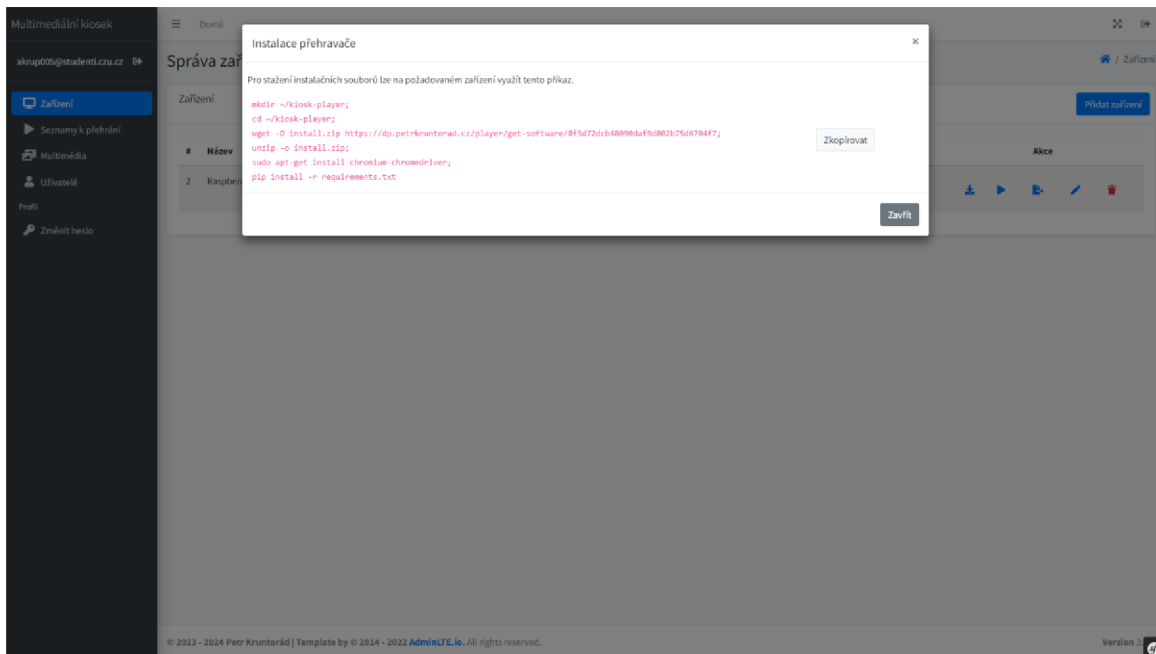 Multimediální kiosek
Domů
xkrup005@studenti.czu.cz
Zařízení
Seznamy k přehrání
Multimédia
Uživatelé
Profil
Změnit heslo
Správa zař
/ Zařízení
Zařízení
Přidat zařízení
# Název
Akce
2 Raspber
Instalace přehravače
×
Pro stažení instalačních souborů lze na požadovaném zařízení využít tento příkaz.
mkdir ~/kiosk-player;
cd ~/kiosk-player;
wget -O install.zip https://dp.petrkruntorad.cz/player/get-software/8f5d72dcb48090daf9d802b75d6704f7;
unzip -o install.zip;
sudo apt-get install chromium-chromedriver;
pip install -r requirements.txt
Zkopírovat
Zavřít
© 2023 - 2024 Petr Kruntorád | Template by © 2014 - 2022 AdminLTE.io. All rights reserved.
Version 3.